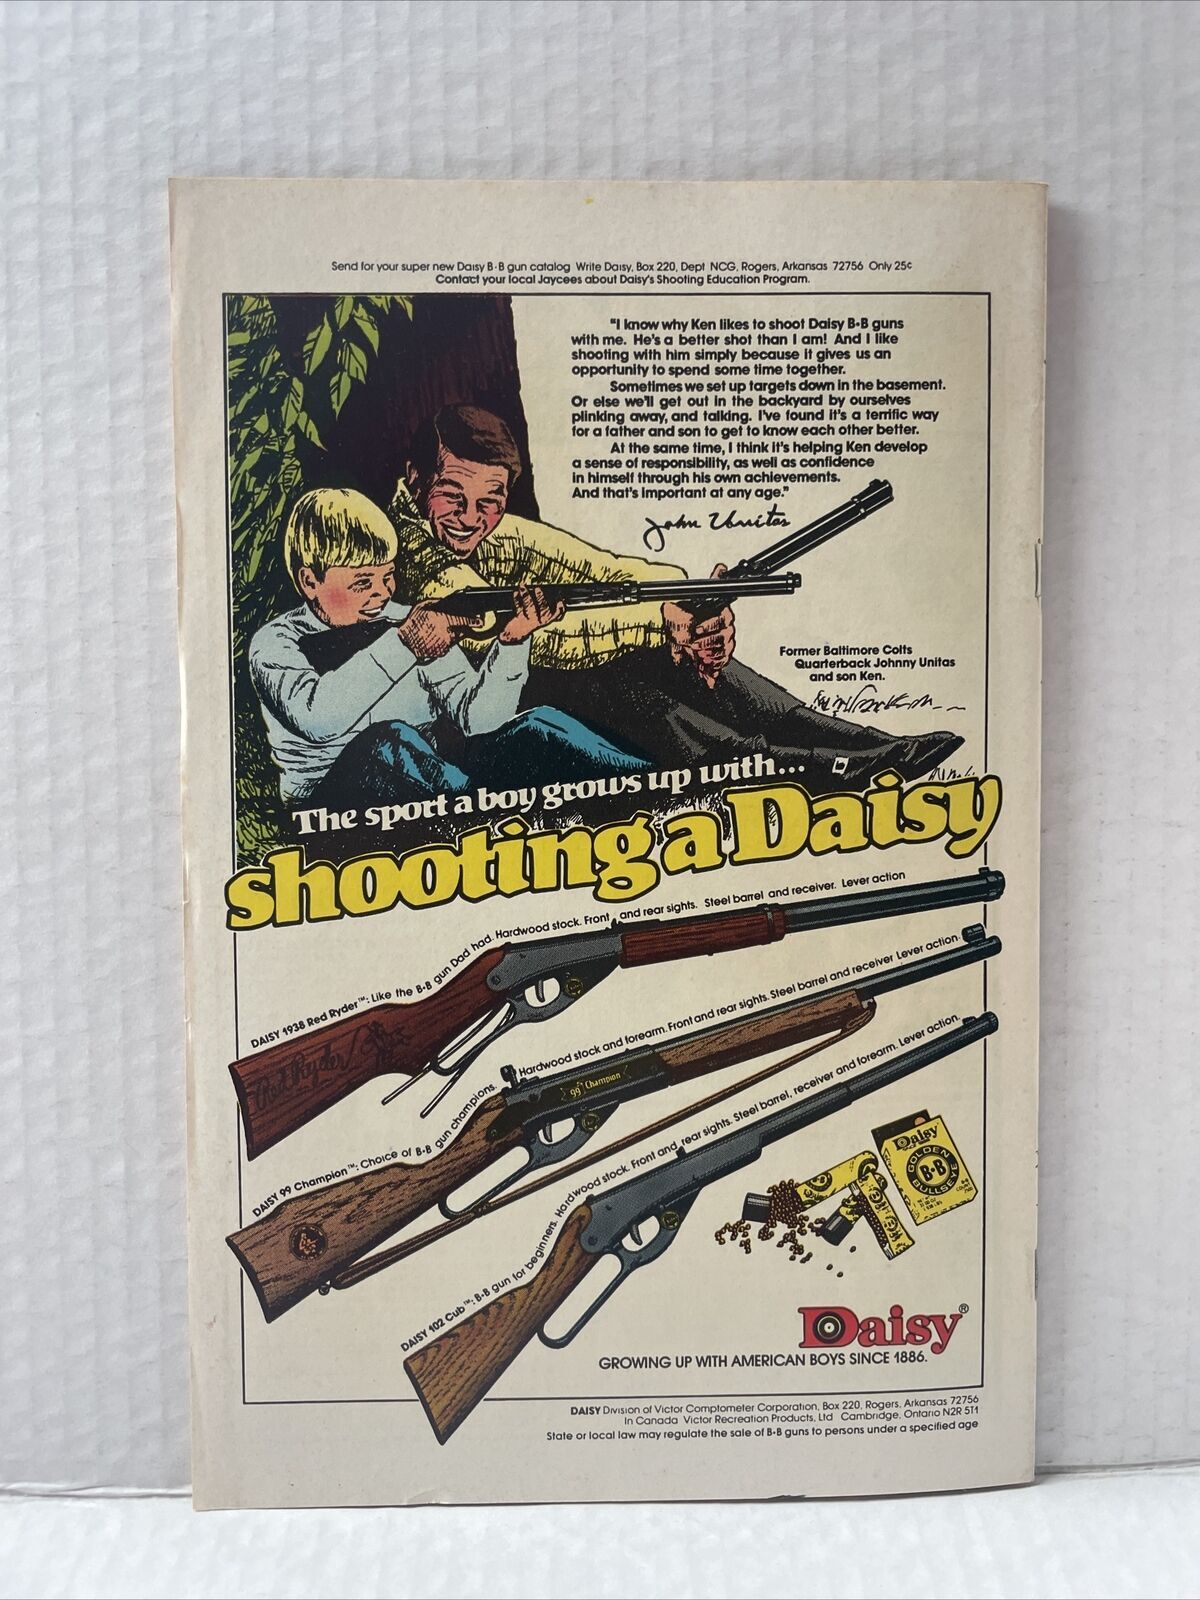 Send for your super new Daisy B•B gun catalog Write Daisy, Box 220, Dept NCG, Rogers, Arkansas 72756 Only 25¢
Contact your local Jaycees about Daisy's Shooting Education Program.
"I know why Ken likes to shoot Daisy B•B guns
with me. He's a better shot than I am! And I like
shooting with him simply because it gives us an
opportunity to spend some time together.
Sometimes we set up targets down in the basement.
Or else we'll get out in the backyard by ourselves
plinking away, and talking. I've found it's a terrific way
for a father and son to get to know each other better.
At the same time, I think it's helping Ken develop
a sense of responsibility, as well as confidence
in himself through his own achievements.
And that's important at any age."
John Unitas
Former Baltimore Colts
Quarterback Johnny Unitas
and son Ken.
The sport a boy grows up with...
shooting a Daisy
DAISY 1938 Red Ryder™: Like the B•B gun Dad had. Hardwood stock. Front and rear sights. Steel barrel and receiver. Lever action
Red Ryder
DAISY 99 Champion™: Choice of B•B gun champions. Hardwood stock and forearm. Front and rear sights. Steel barrel and receiver Lever action.
99 Champion
DAISY 102 Cub™: B•B gun for beginners. Hardwood stock. Front and rear sights. Steel barrel, receiver and forearm. Lever action.
Daisy
GOLDEN
B•B
BULLSEYE
Daisy®
GROWING UP WITH AMERICAN BOYS SINCE 1886.
DAISY Division of Victor Comptometer Corporation, Box 220, Rogers, Arkansas 72756
In Canada Victor Recreation Products, Ltd Cambridge, Ontario N2R 5T1
State or local law may regulate the sale of B•B guns to persons under a specified age